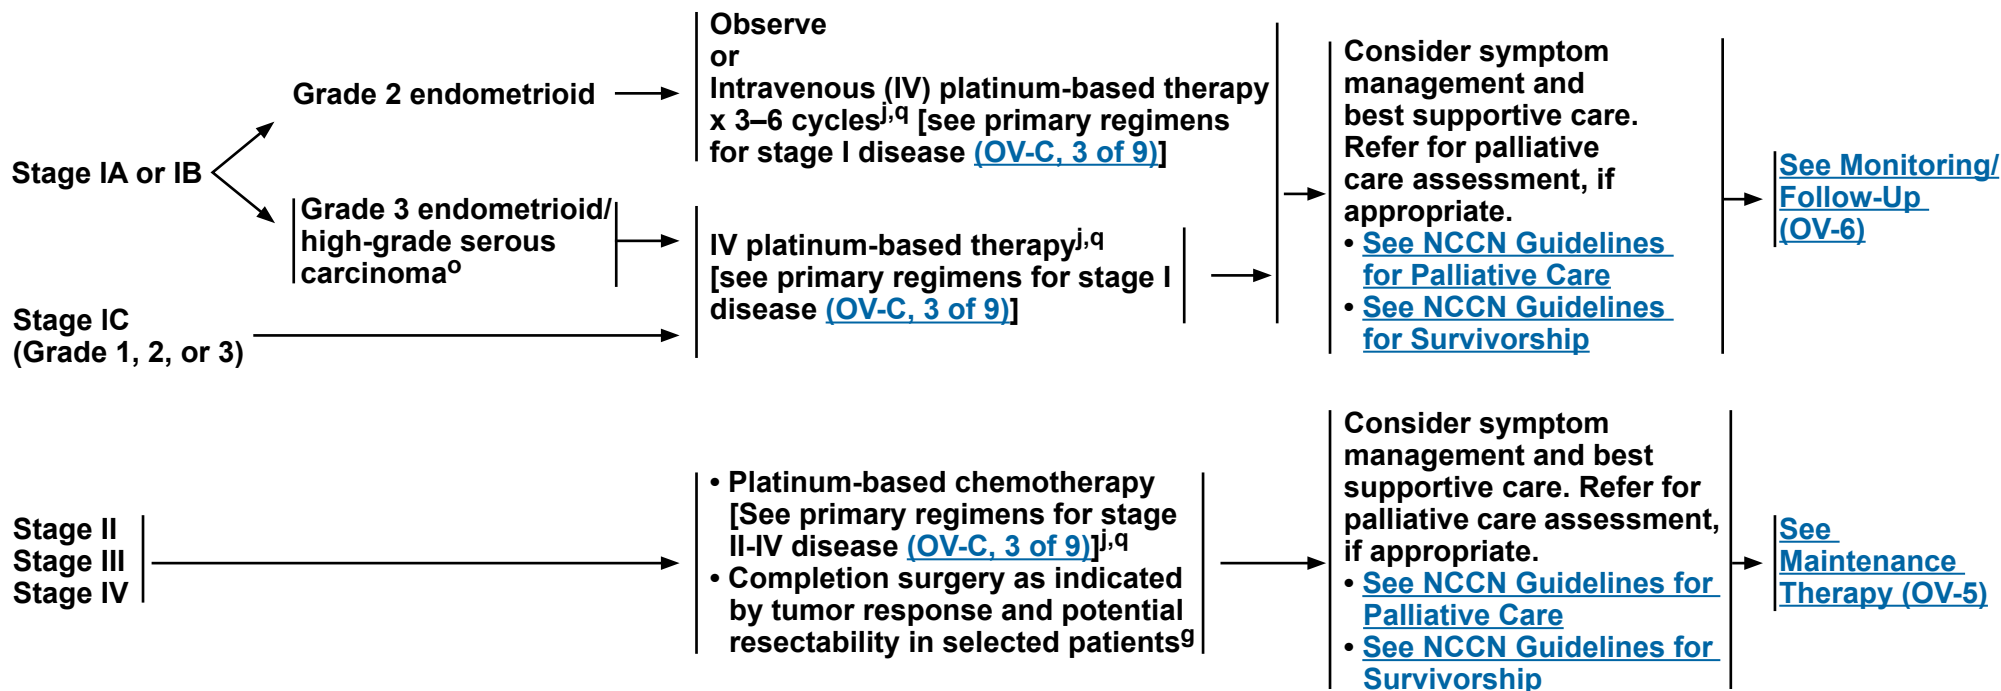 Stage IA or IB
Grade 2 endometrioid
Observe
or
Intravenous (IV) platinum-based therapy
x 3–6 cycles^j,q [see primary regimens
for stage I disease (OV-C, 3 of 9)]
Grade 3 endometrioid/
high-grade serous
carcinoma^o
Stage IC
(Grade 1, 2, or 3)
IV platinum-based therapy^j,q
[see primary regimens for stage I
disease (OV-C, 3 of 9)]
Consider symptom
management and
best supportive care.
Refer for palliative
care assessment, if
appropriate.
• See NCCN Guidelines
for Palliative Care
• See NCCN Guidelines
for Survivorship
See Monitoring/
Follow-Up
(OV-6)
Stage II
Stage III
Stage IV
• Platinum-based chemotherapy
[See primary regimens for stage
II-IV disease (OV-C, 3 of 9)]^j,q
• Completion surgery as indicated
by tumor response and potential
resectability in selected patients^g
Consider symptom
management and best
supportive care. Refer for
palliative care assessment,
if appropriate.
• See NCCN Guidelines for
Palliative Care
• See NCCN Guidelines for
Survivorship
See
Maintenance
Therapy (OV-5)